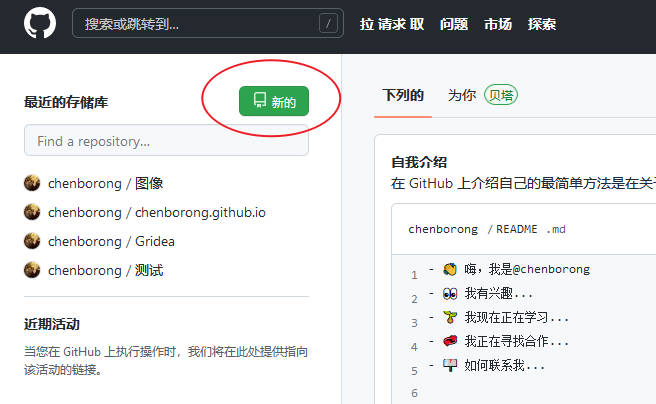 搜索或跳转到...
/
拉 请求 取 问题 市场 探索
最近的存储库
新的
Find a repository...
chenborong / 图像
chenborong / chenborong.github.io
chenborong / Gridea
chenborong / 测试
近期活动
当您在 GitHub 上执行操作时，我们将在此处提供指向
该活动的链接。
下列的 为你 贝塔
自我介绍
在 GitHub 上介绍自己的最简单方法是在关于
chenborong / README .md
1 - 👋 嗨，我是@chenborong
2 - 👀 我有兴趣...
3 - 🌱 我现在正在学习...
4 - 💞️ 我正在寻找合作...
5 - 📫 如何联系我...
6